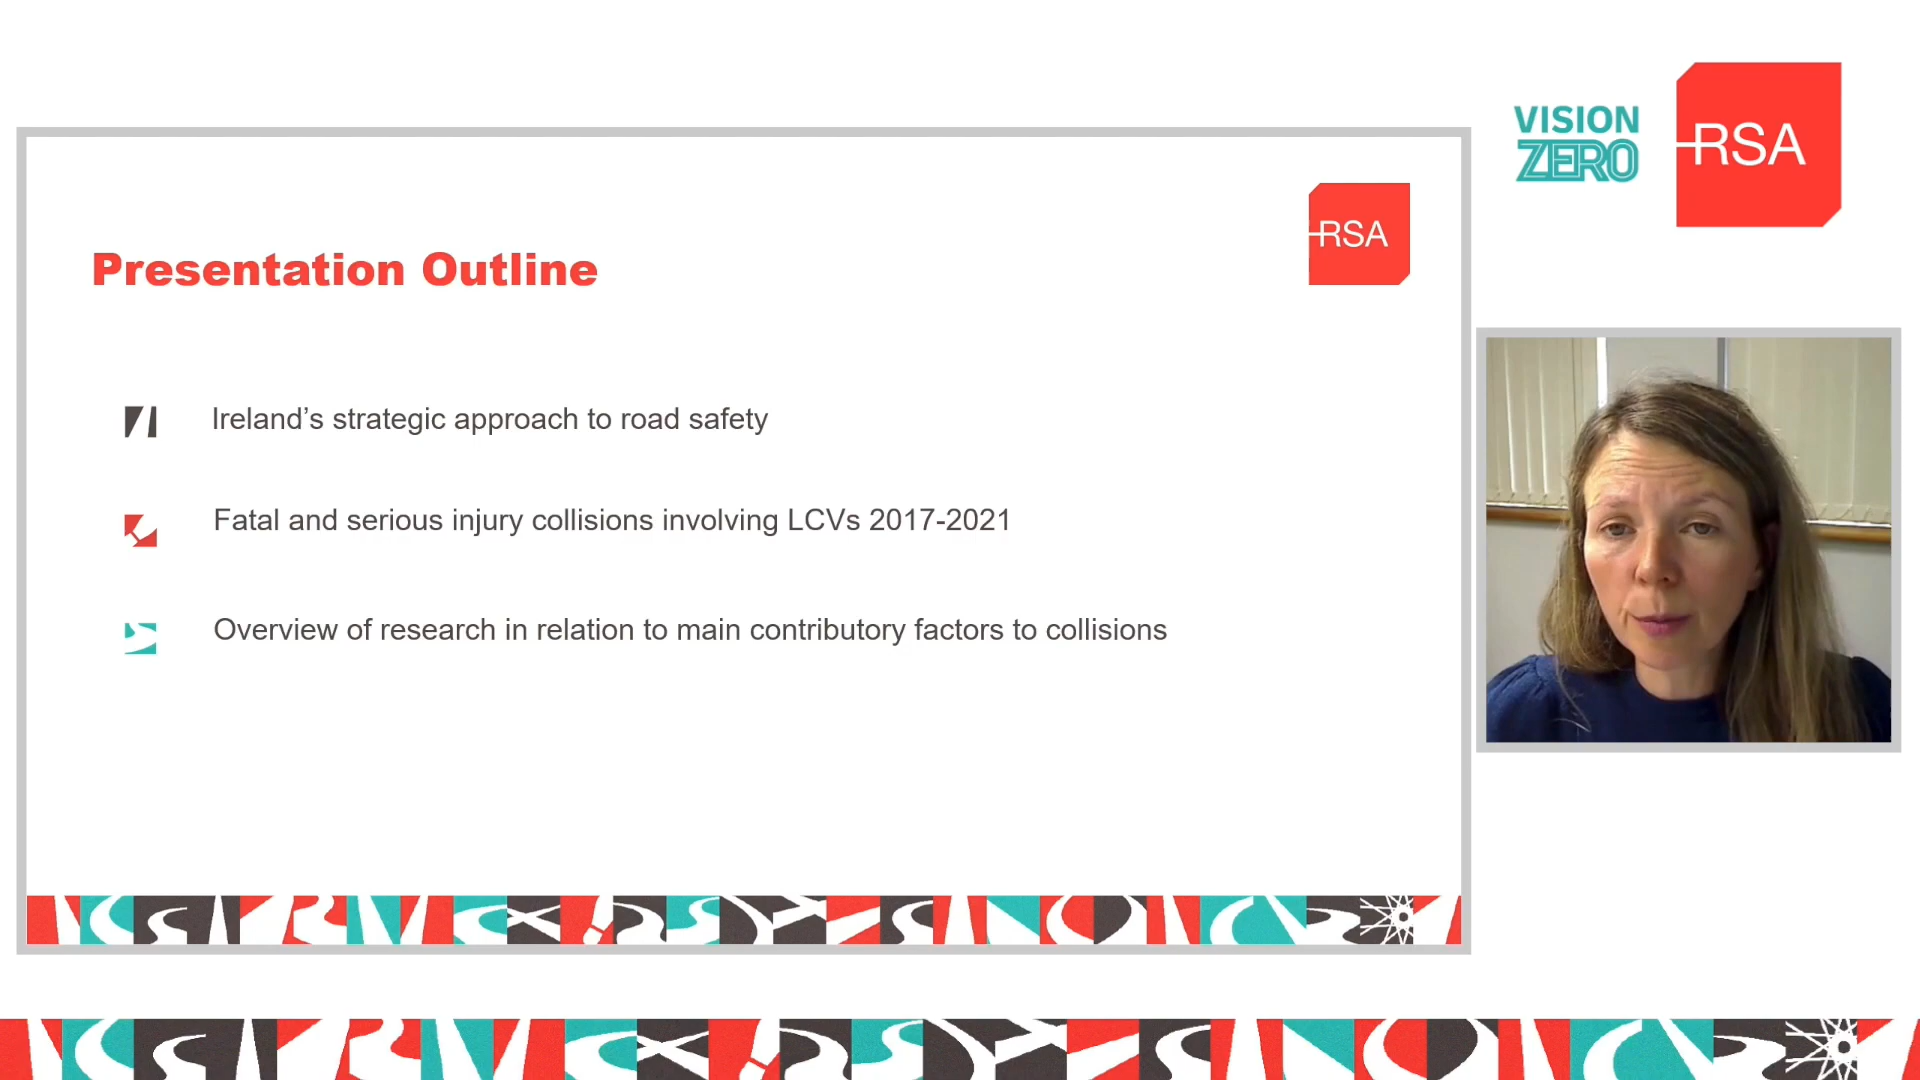 VISION
ZERO
RSA
RSA
Presentation Outline
Ireland’s strategic approach to road safety
Fatal and serious injury collisions involving LCVs 2017-2021
Overview of research in relation to main contributory factors to collisions